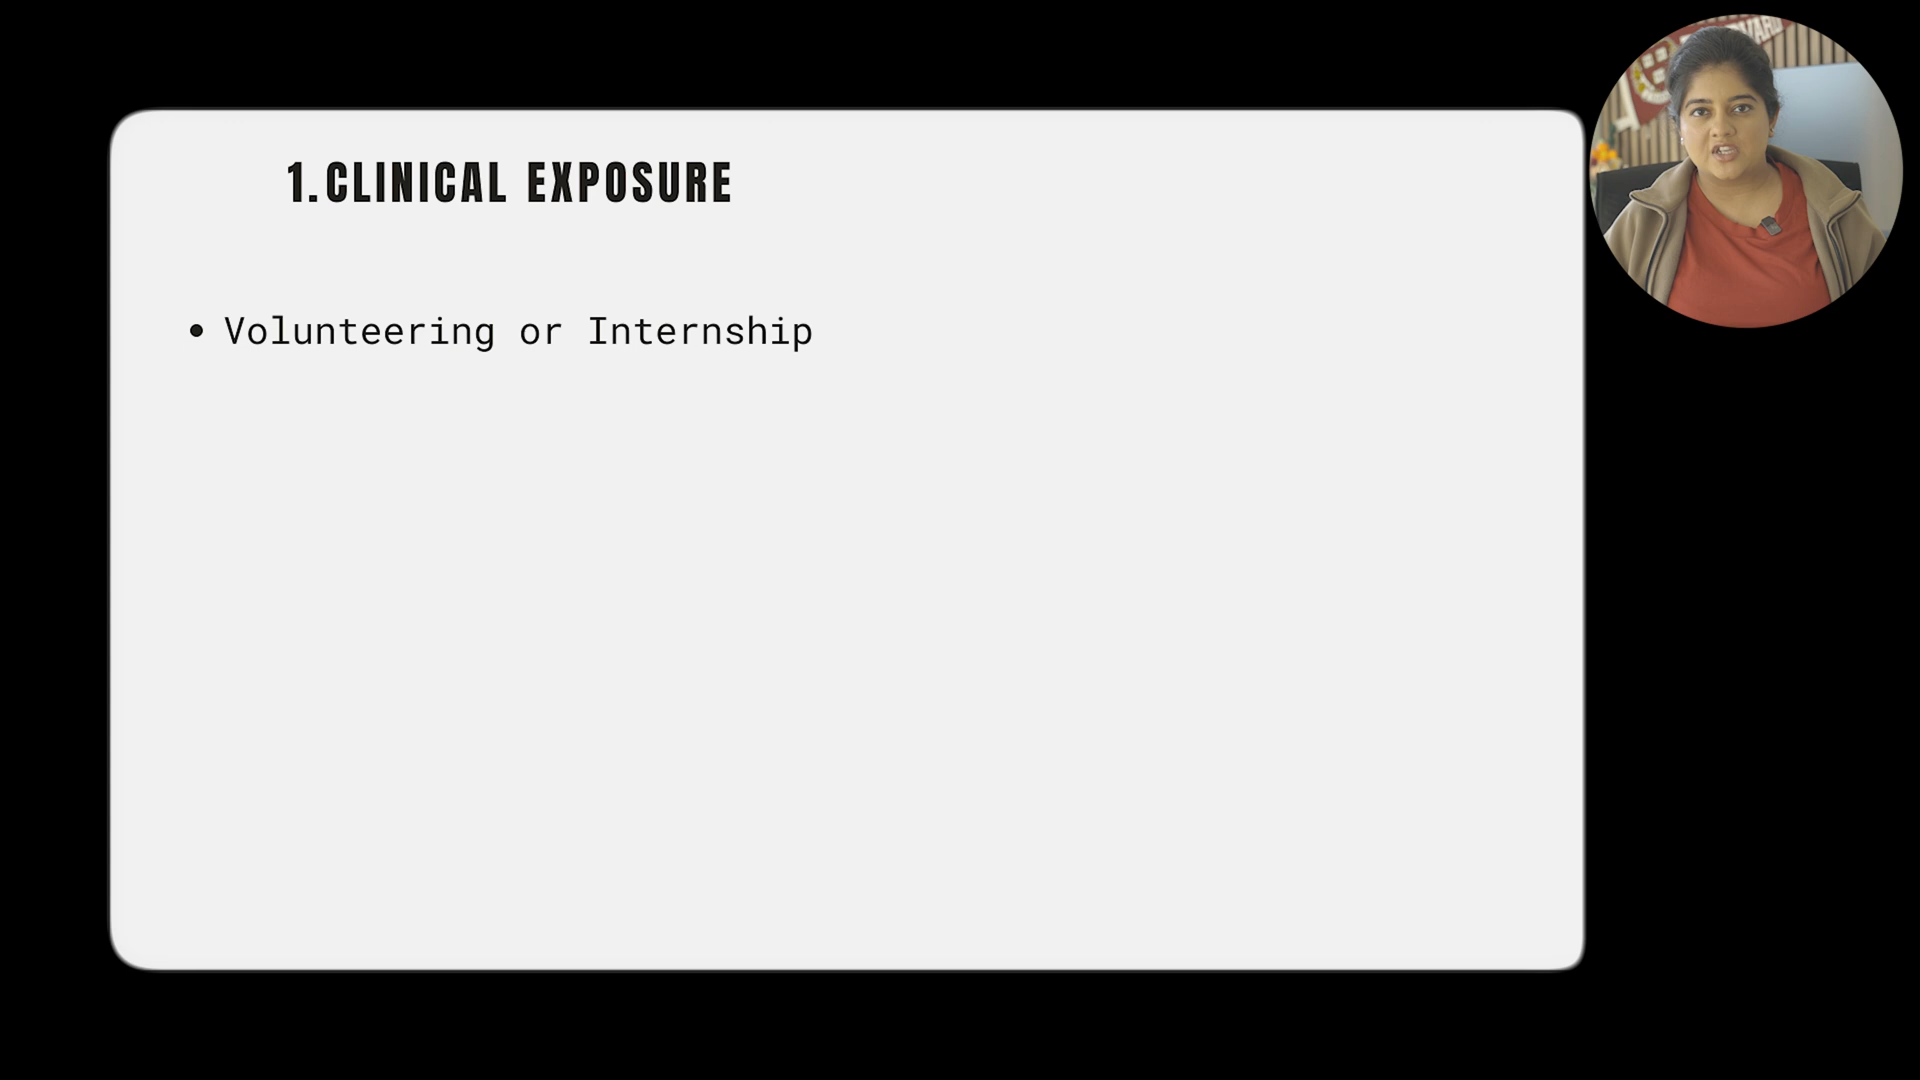 1. CLINICAL EXPOSURE
• Volunteering or Internship